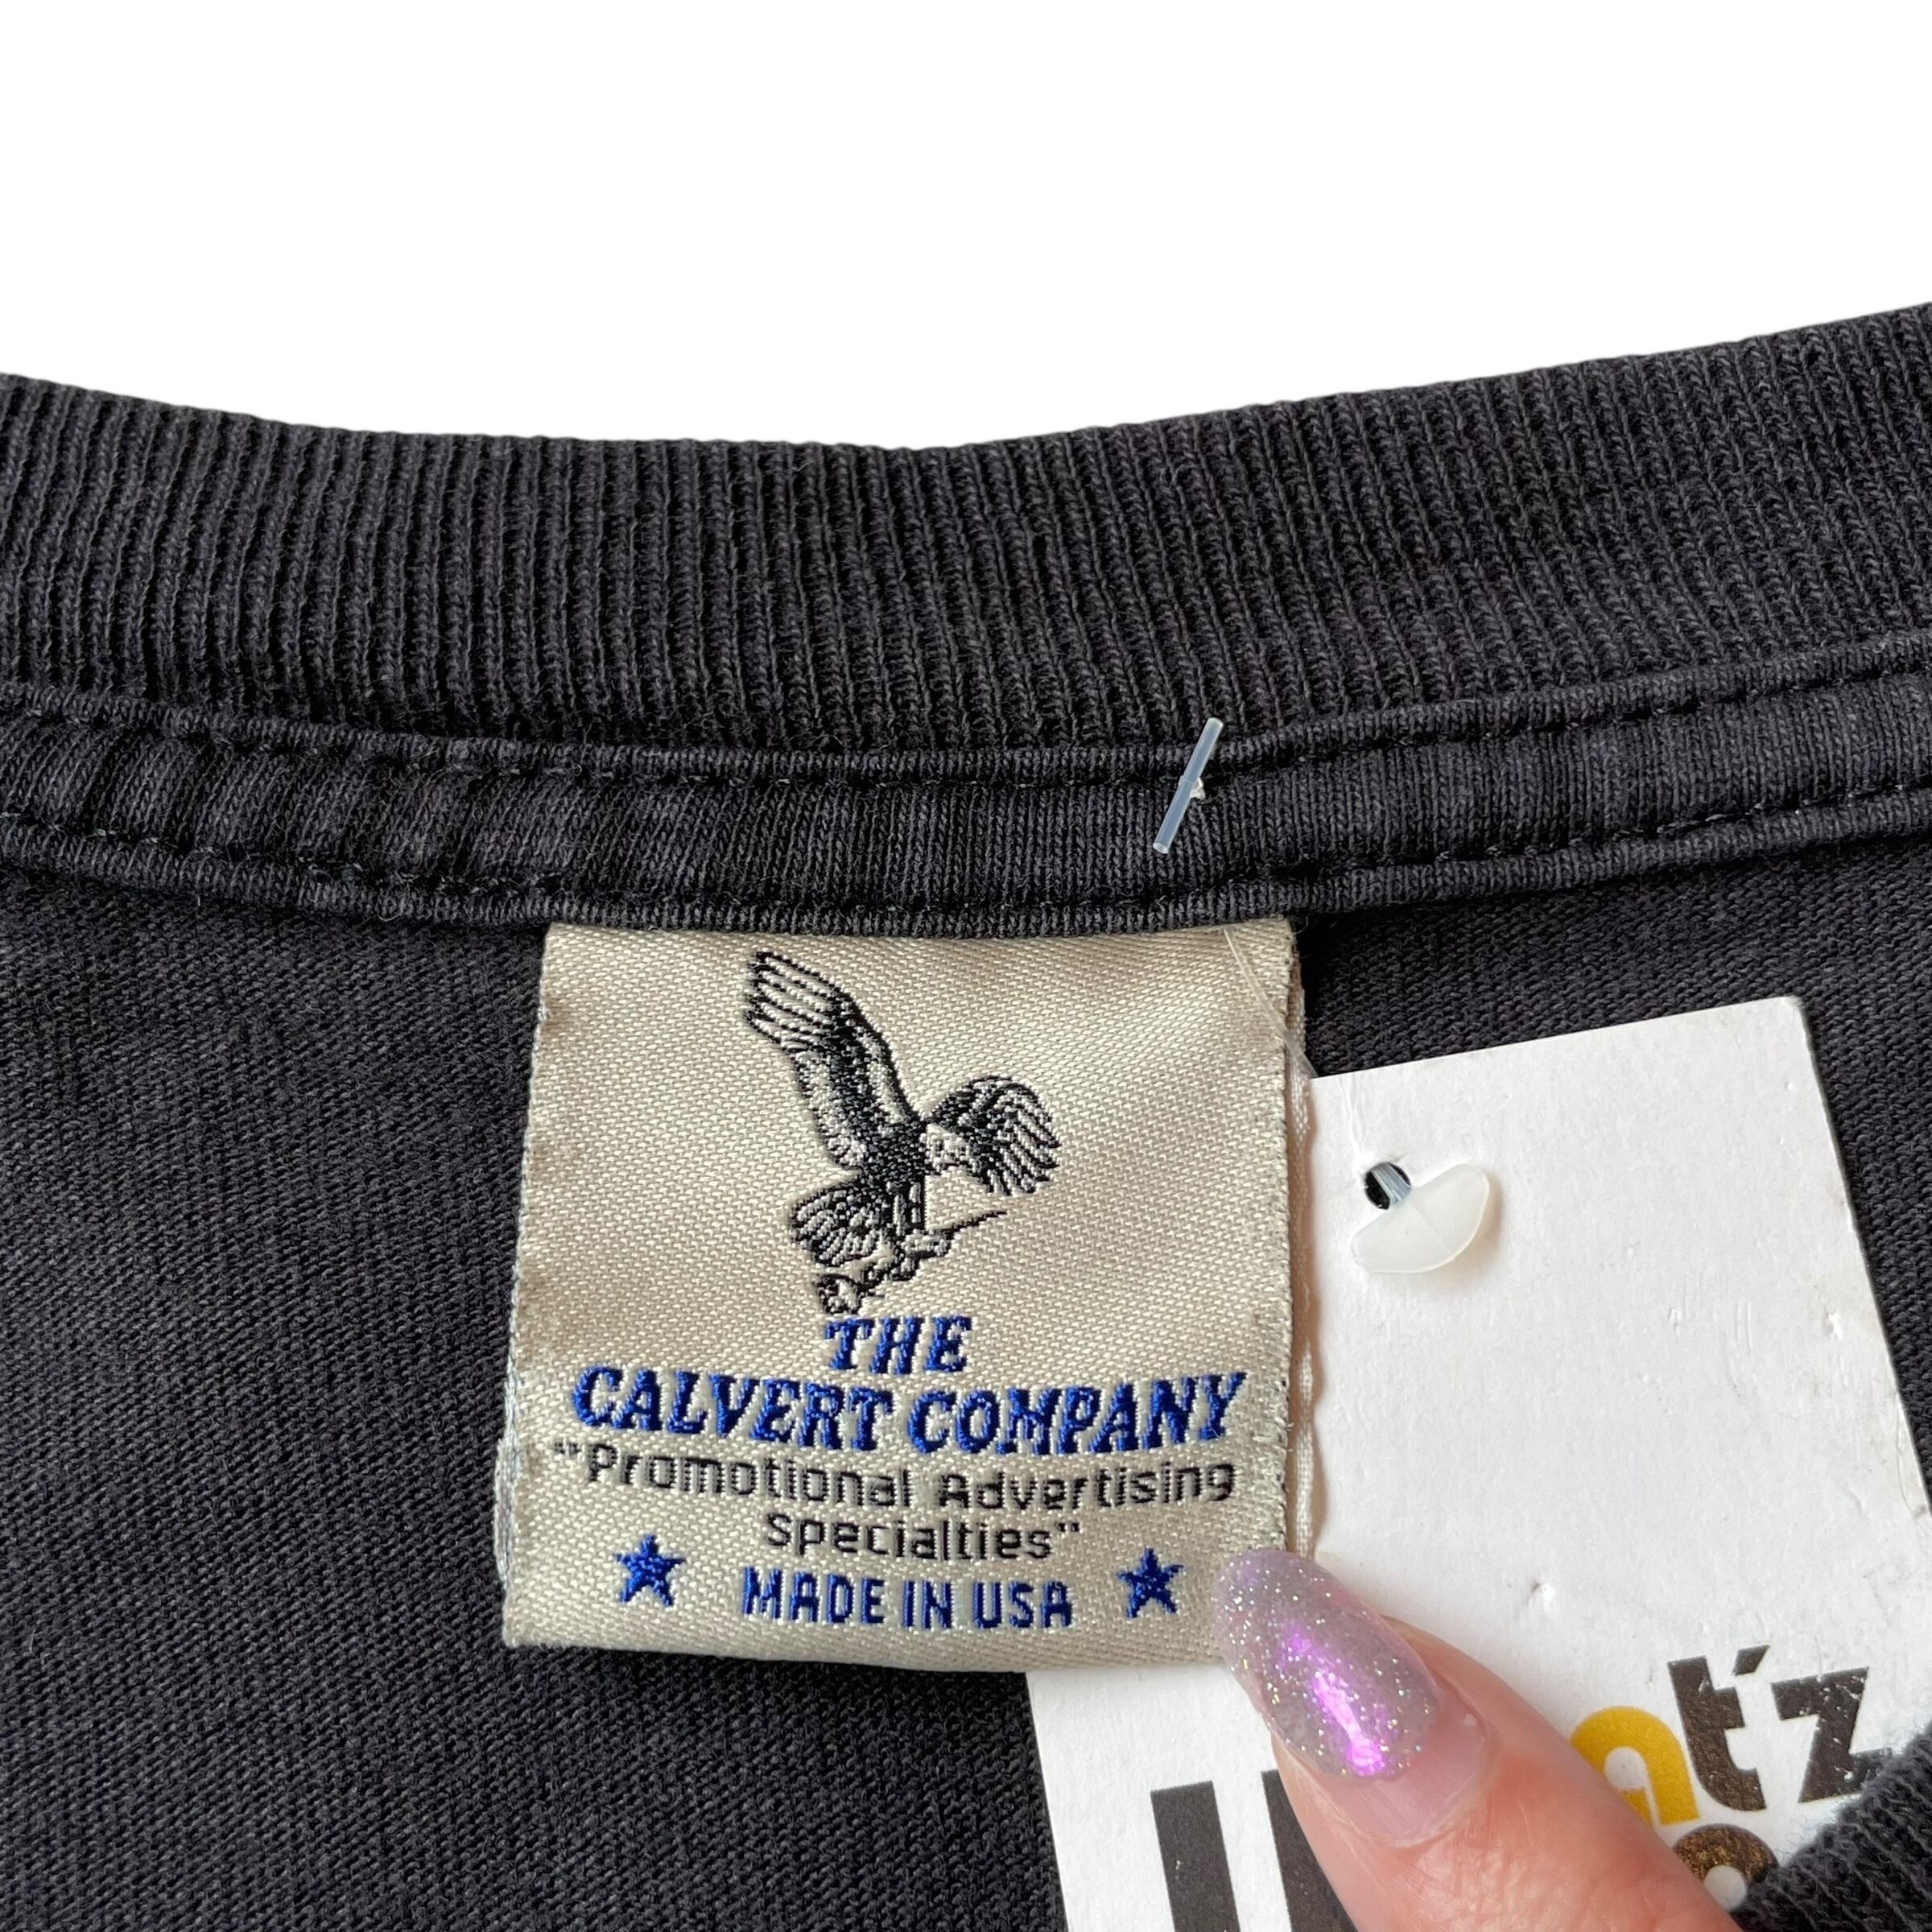 THE
CALVERT COMPANY
"Promotional Advertising
Specialties"
MADE IN USA